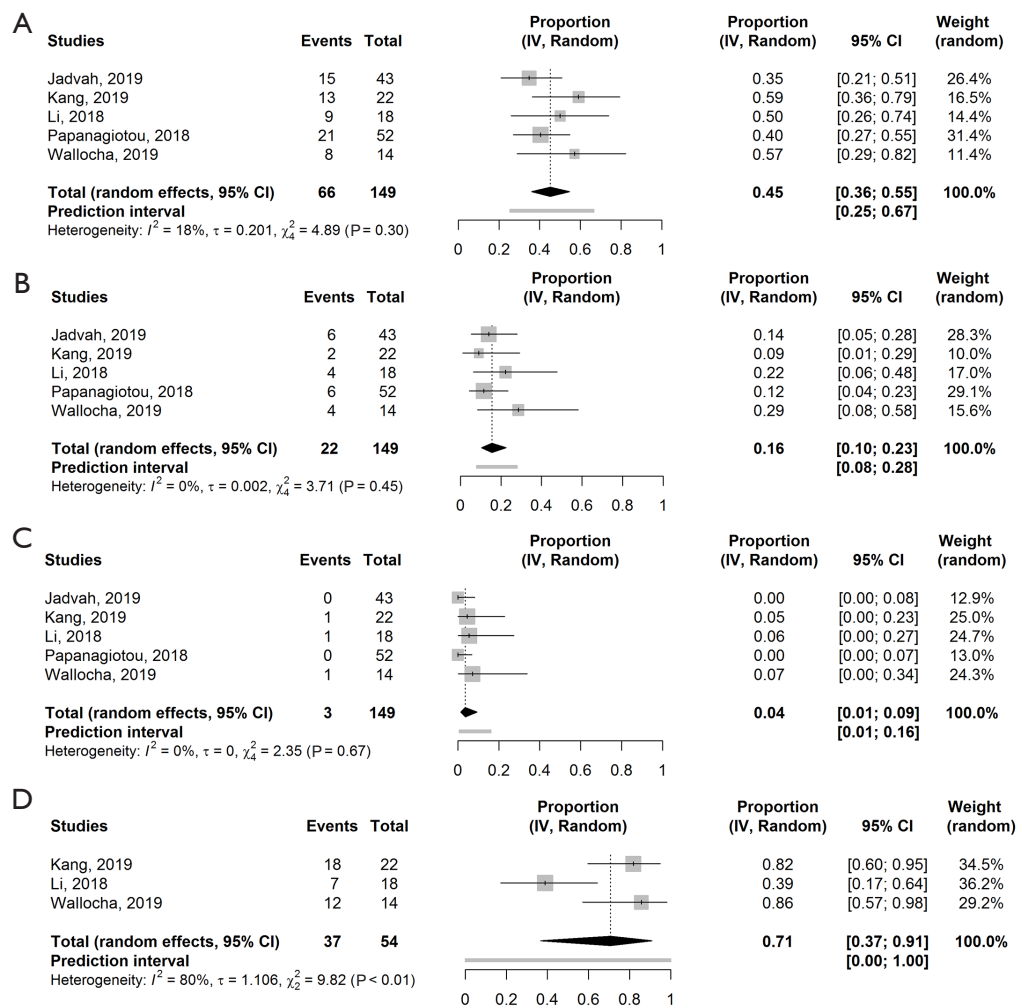 A
Studies Events Total Proportion (IV, Random) Proportion (IV, Random) 95% CI Weight (random)
Jadvah, 2019 15 43 0.35 [0.21; 0.51] 26.4%
Kang, 2019 13 22 0.59 [0.36; 0.79] 16.5%
Li, 2018 9 18 0.50 [0.26; 0.74] 14.4%
Papanagiotou, 2018 21 52 0.40 [0.27; 0.55] 31.4%
Wallocha, 2019 8 14 0.57 [0.29; 0.82] 11.4%
Total (random effects, 95% CI) 66 149 0.45 [0.36; 0.55] 100.0%
Prediction interval [0.25; 0.67]
Heterogeneity: I² = 18%, τ = 0.201, χ²₄ = 4.89 (P = 0.30)
0 0.2 0.4 0.6 0.8 1
B
Studies Events Total Proportion (IV, Random) Proportion (IV, Random) 95% CI Weight (random)
Jadvah, 2019 6 43 0.14 [0.05; 0.28] 28.3%
Kang, 2019 2 22 0.09 [0.01; 0.29] 10.0%
Li, 2018 4 18 0.22 [0.06; 0.48] 17.0%
Papanagiotou, 2018 6 52 0.12 [0.04; 0.23] 29.1%
Wallocha, 2019 4 14 0.29 [0.08; 0.58] 15.6%
Total (random effects, 95% CI) 22 149 0.16 [0.10; 0.23] 100.0%
Prediction interval [0.08; 0.28]
Heterogeneity: I² = 0%, τ = 0.002, χ²₄ = 3.71 (P = 0.45)
0 0.2 0.4 0.6 0.8 1
C
Studies Events Total Proportion (IV, Random) Proportion (IV, Random) 95% CI Weight (random)
Jadvah, 2019 0 43 0.00 [0.00; 0.08] 12.9%
Kang, 2019 1 22 0.05 [0.00; 0.23] 25.0%
Li, 2018 1 18 0.06 [0.00; 0.27] 24.7%
Papanagiotou, 2018 0 52 0.00 [0.00; 0.07] 13.0%
Wallocha, 2019 1 14 0.07 [0.00; 0.34] 24.3%
Total (random effects, 95% CI) 3 149 0.04 [0.01; 0.09] 100.0%
Prediction interval [0.01; 0.16]
Heterogeneity: I² = 0%, τ = 0, χ²₄ = 2.35 (P = 0.67)
0 0.2 0.4 0.6 0.8 1
D
Studies Events Total Proportion (IV, Random) Proportion (IV, Random) 95% CI Weight (random)
Kang, 2019 18 22 0.82 [0.60; 0.95] 34.5%
Li, 2018 7 18 0.39 [0.17; 0.64] 36.2%
Wallocha, 2019 12 14 0.86 [0.57; 0.98] 29.2%
Total (random effects, 95% CI) 37 54 0.71 [0.37; 0.91] 100.0%
Prediction interval [0.00; 1.00]
Heterogeneity: I² = 80%, τ = 1.106, χ²₂ = 9.82 (P < 0.01)
0 0.2 0.4 0.6 0.8 1